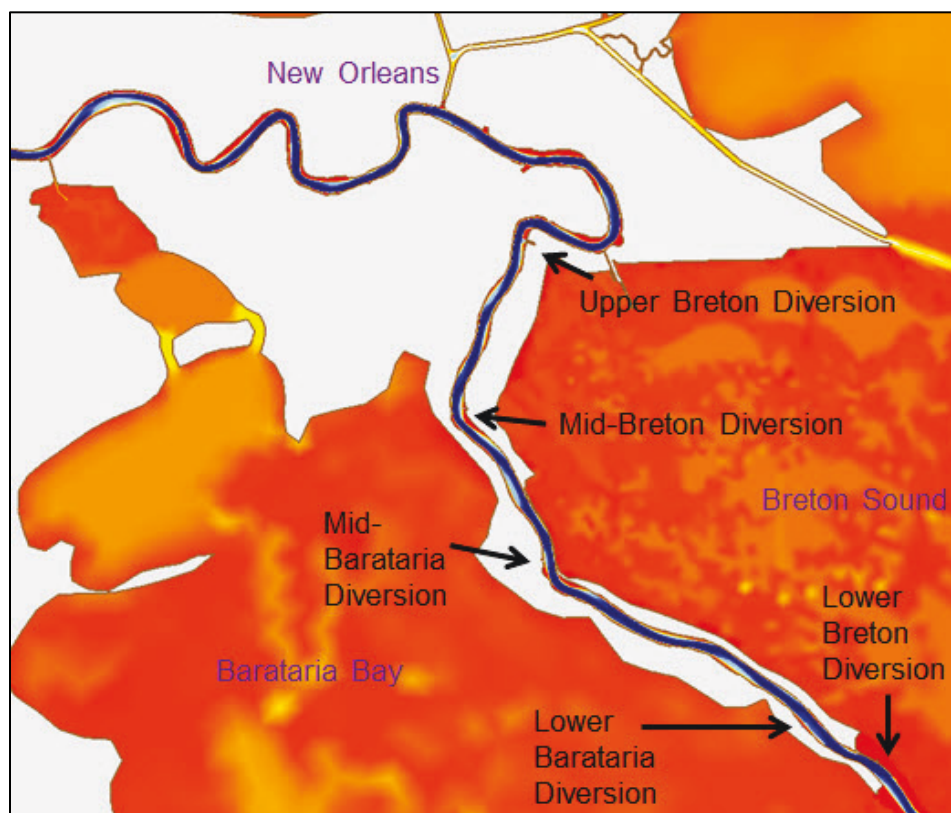 New Orleans
Upper Breton Diversion
Mid-Breton Diversion
Breton Sound
Mid-
Barataria
Diversion
Lower
Breton
Diversion
Barataria Bay
Lower
Barataria
Diversion